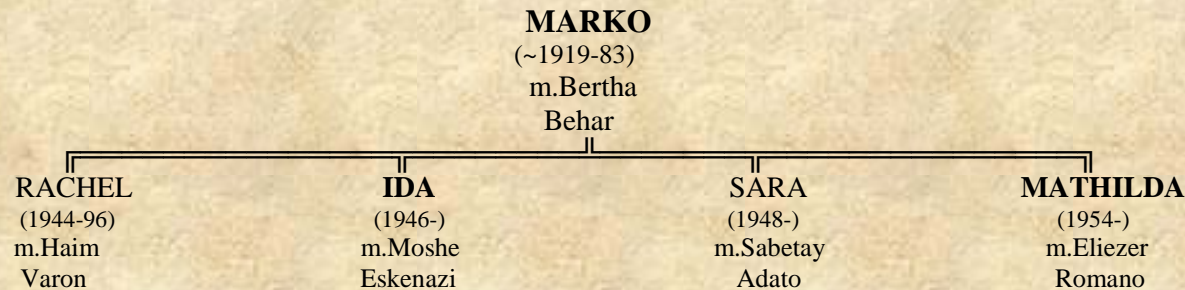 MARKO
(~1919-83)
m.Bertha
Behar
RACHEL IDA SARA MATHILDA
(1944-96) (1946-) (1948-) (1954-)
m.Haim m.Moshe m.Sabetay m.Eliezer
Varon Eskenazi Adato Romano